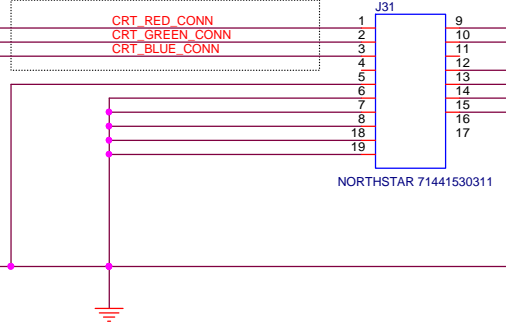 J31
CRT_RED_CONN 1 9
CRT_GREEN_CONN 2 10
CRT_BLUE_CONN 3 11
4 12
5 13
6 14
7 15
8 16
18 17
19
NORTHSTAR 71441530311